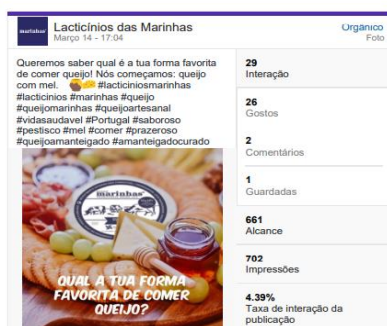 marinhas
Lacticínios das Marinhas
Março 14 - 17:04
Orgânico
Foto
Queremos saber qual é a tua forma favorita
de comer queijo! Nós começamos: queijo
com mel. 🍯🧀 #lacticiniosmarinhas
#lacticinios #marinhas #queijo
#queijomarinhas #queijoartesanal
#vidasaudavel #Portugal #saboroso
#pestisco #mel #comer #prazeroso
#queijoamanteigado #amanteigadocurado
marinhas
QUAL A TUA FORMA
FAVORITA DE COMER
QUEIJO?
29
Interação
26
Gostos
2
Comentários
1
Guardadas
661
Alcance
702
Impressões
4.39%
Taxa de interação da
publicação